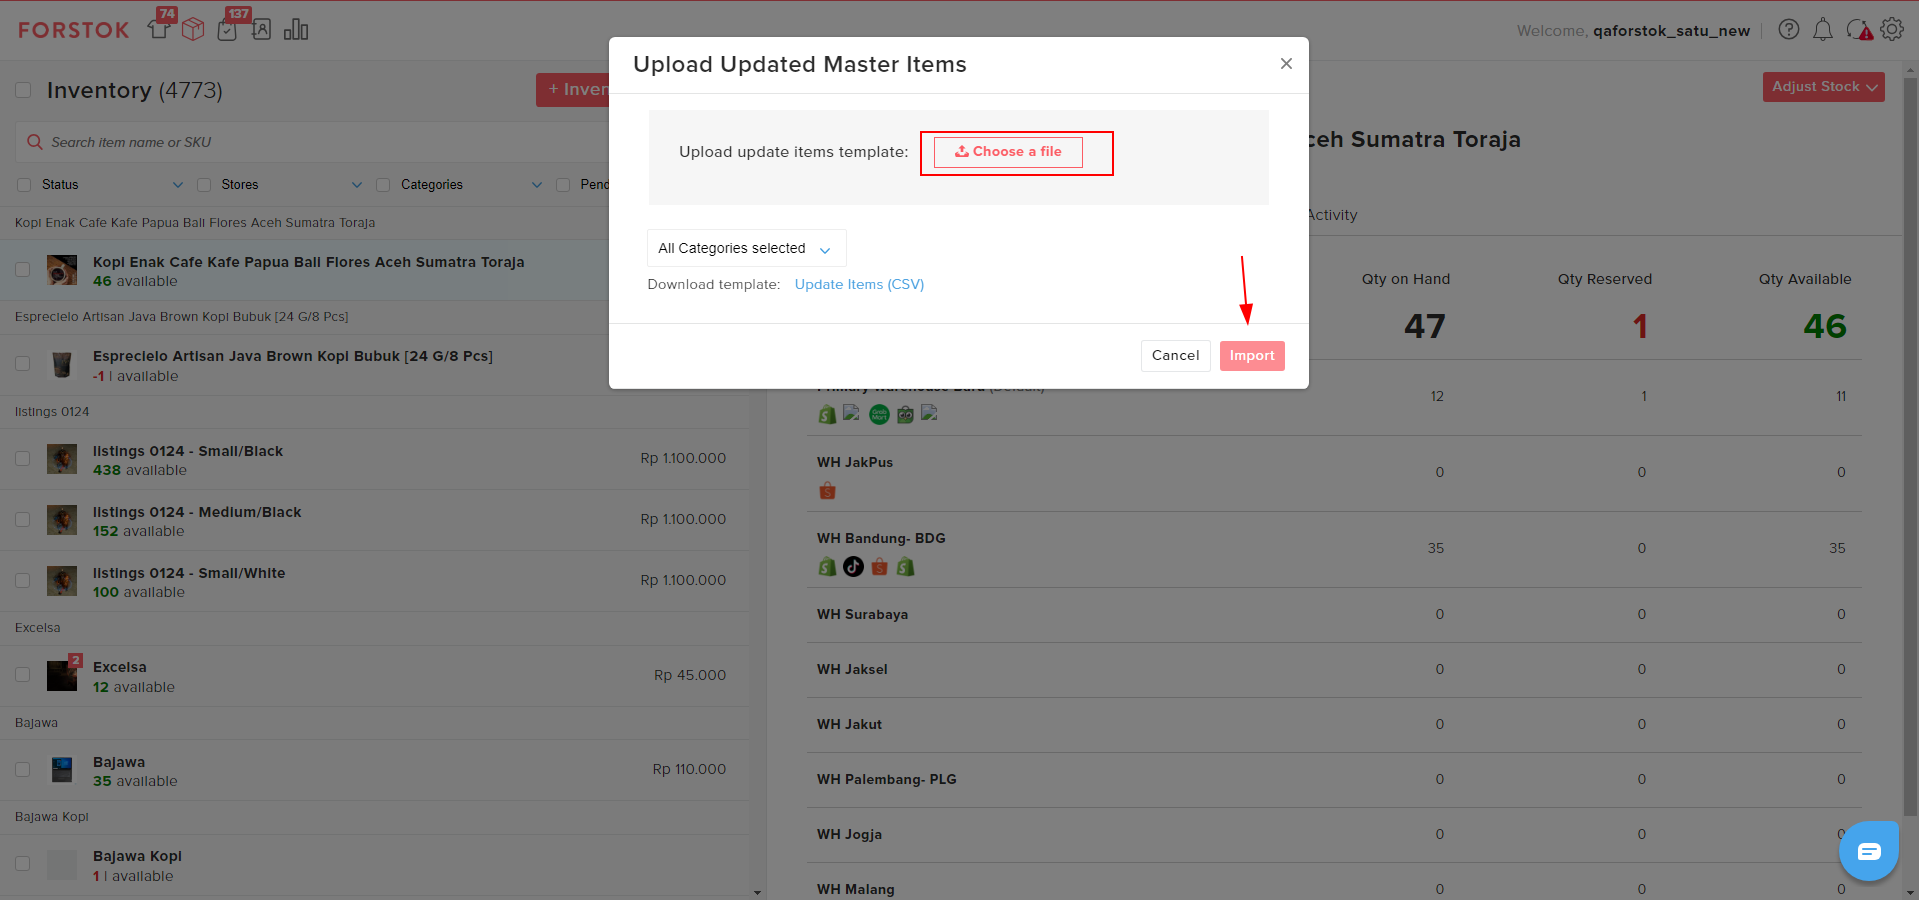 FORSTOK
74
137
Welcome, qaforstok_satu_new
Inventory (4773)
+ Inven
Search item name or SKU
Status
Stores
Categories
Pend
Kopi Enak Cafe Kafe Papua Bali Flores Aceh Sumatra Toraja
Kopi Enak Cafe Kafe Papua Bali Flores Aceh Sumatra Toraja
46 available
Esprecielo Artisan Java Brown Kopi Bubuk [24 G/8 Pcs]
Esprecielo Artisan Java Brown Kopi Bubuk [24 G/8 Pcs]
-1 | available
listings 0124
listings 0124 - Small/Black
438 available
Rp 1.100.000
listings 0124 - Medium/Black
152 available
Rp 1.100.000
listings 0124 - Small/White
100 available
Rp 1.100.000
Excelsa
2
Excelsa
12 available
Rp 45.000
Bajawa
Bajawa
35 available
Rp 110.000
Bajawa Kopi
Bajawa Kopi
1 | available
Upload Updated Master Items
Upload update items template:
Choose a file
All Categories selected
Download template: Update Items (CSV)
Cancel
Import
Adjust Stock
ceh Sumatra Toraja
Activity
Qty on Hand Qty Reserved Qty Available
47 1 46
Primary Warehouse Baru (Default)
12 1 11
WH JakPus
0 0 0
WH Bandung- BDG
35 0 35
WH Surabaya 0 0 0
WH Jaksel 0 0 0
WH Jakut 0 0 0
WH Palembang- PLG 0 0 0
WH Jogja 0 0 0
WH Malang 0 0 0